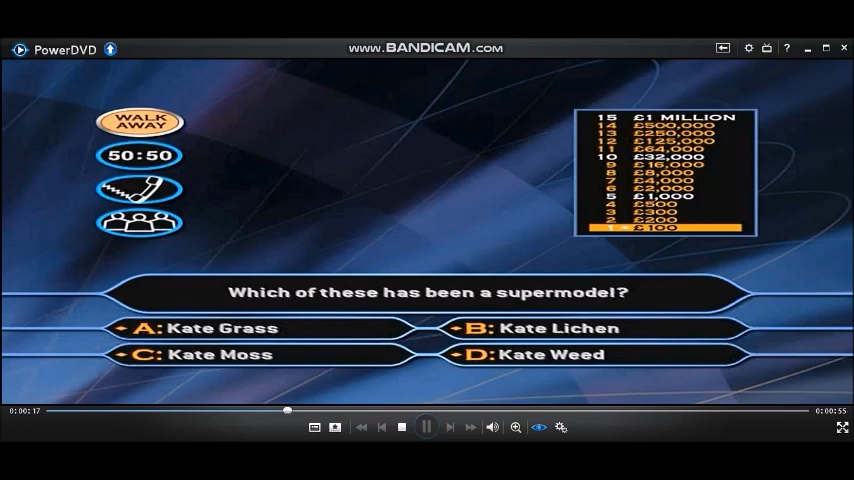 PowerDVD
www.BANDICAM.com
?
WALK
AWAY
50:50
15 £1 MILLION
14 £500,000
13 £250,000
12 £125,000
11 £64,000
10 £32,000
9 £16,000
8 £8,000
7 £4,000
6 £2,000
5 £1,000
4 £500
3 £300
2 £200
1 £100
Which of these has been a supermodel?
A: Kate Grass
B: Kate Lichen
C: Kate Moss
D: Kate Weed
0:00:17
0:00:55